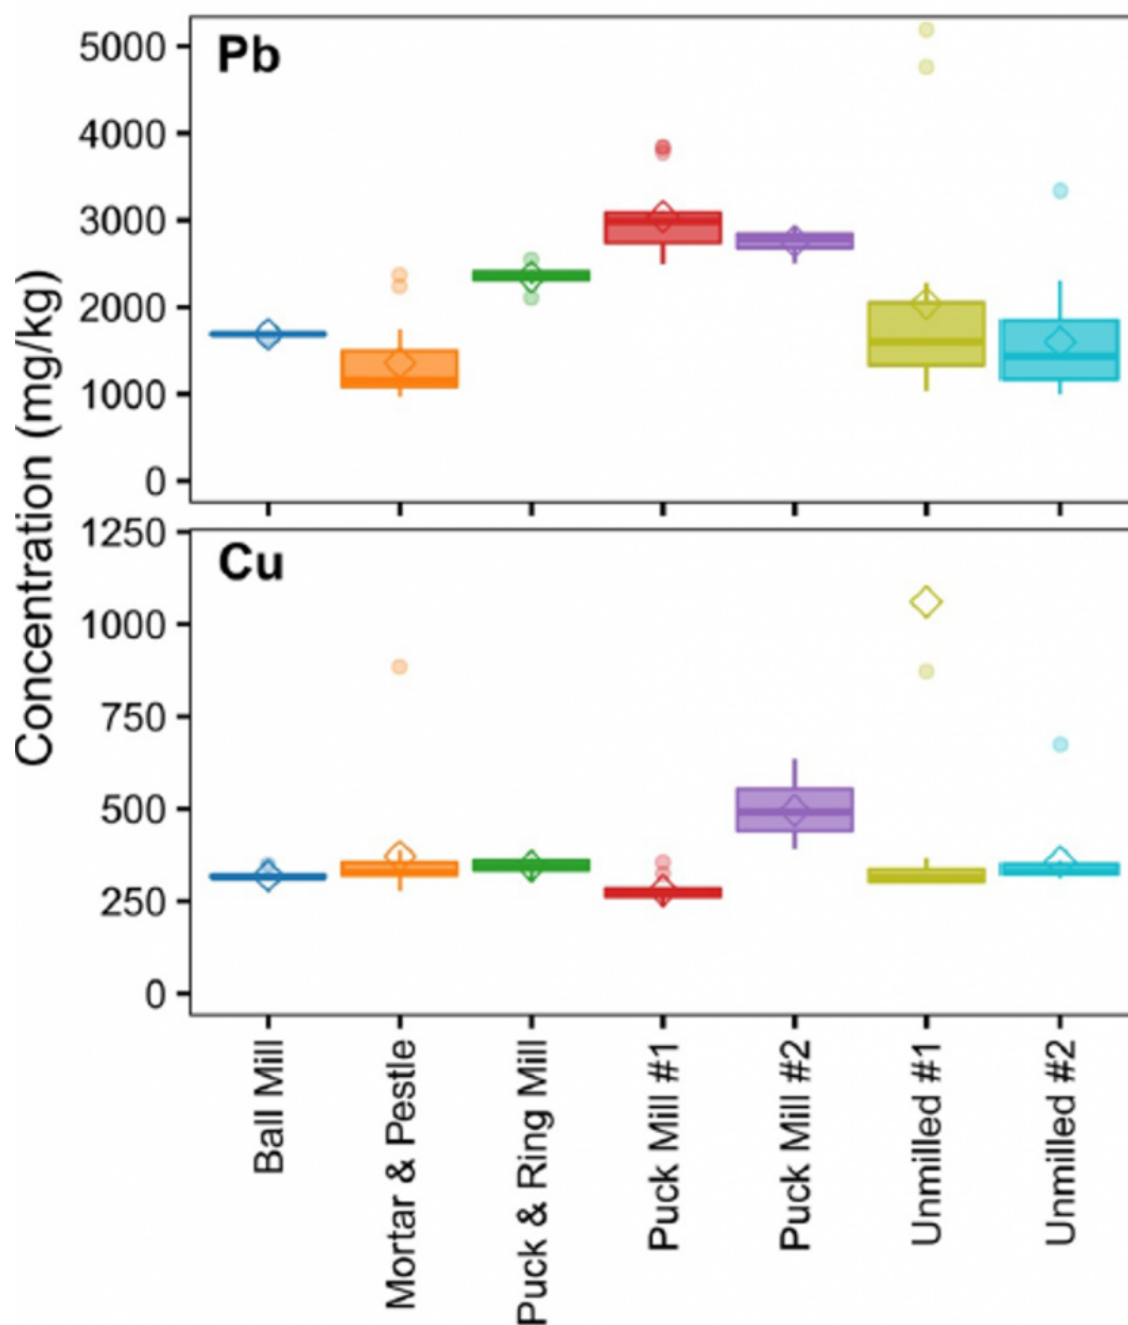 Concentration (mg/kg)
Pb
5000
4000
3000
2000
1000
0
Cu
1250
1000
750
500
250
0
Ball Mill
Mortar & Pestle
Puck & Ring Mill
Puck Mill #1
Puck Mill #2
Unmilled #1
Unmilled #2